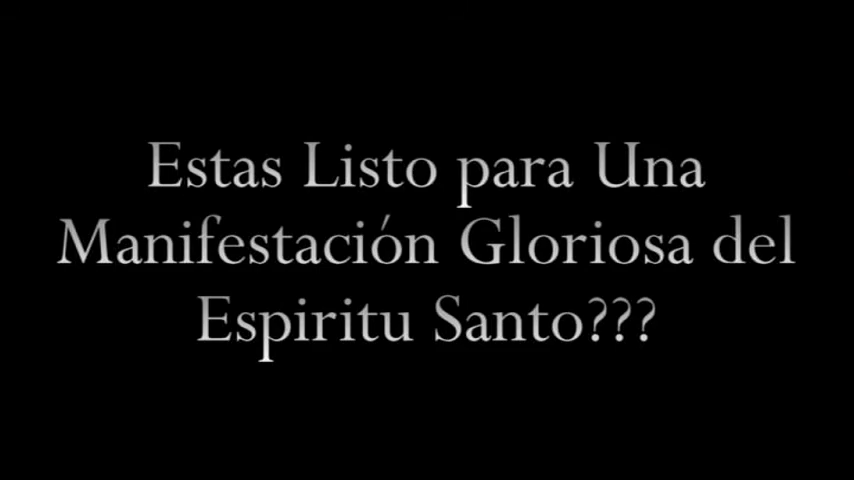 Estas Listo para Una
Manifestación Gloriosa del
Espiritu Santo???